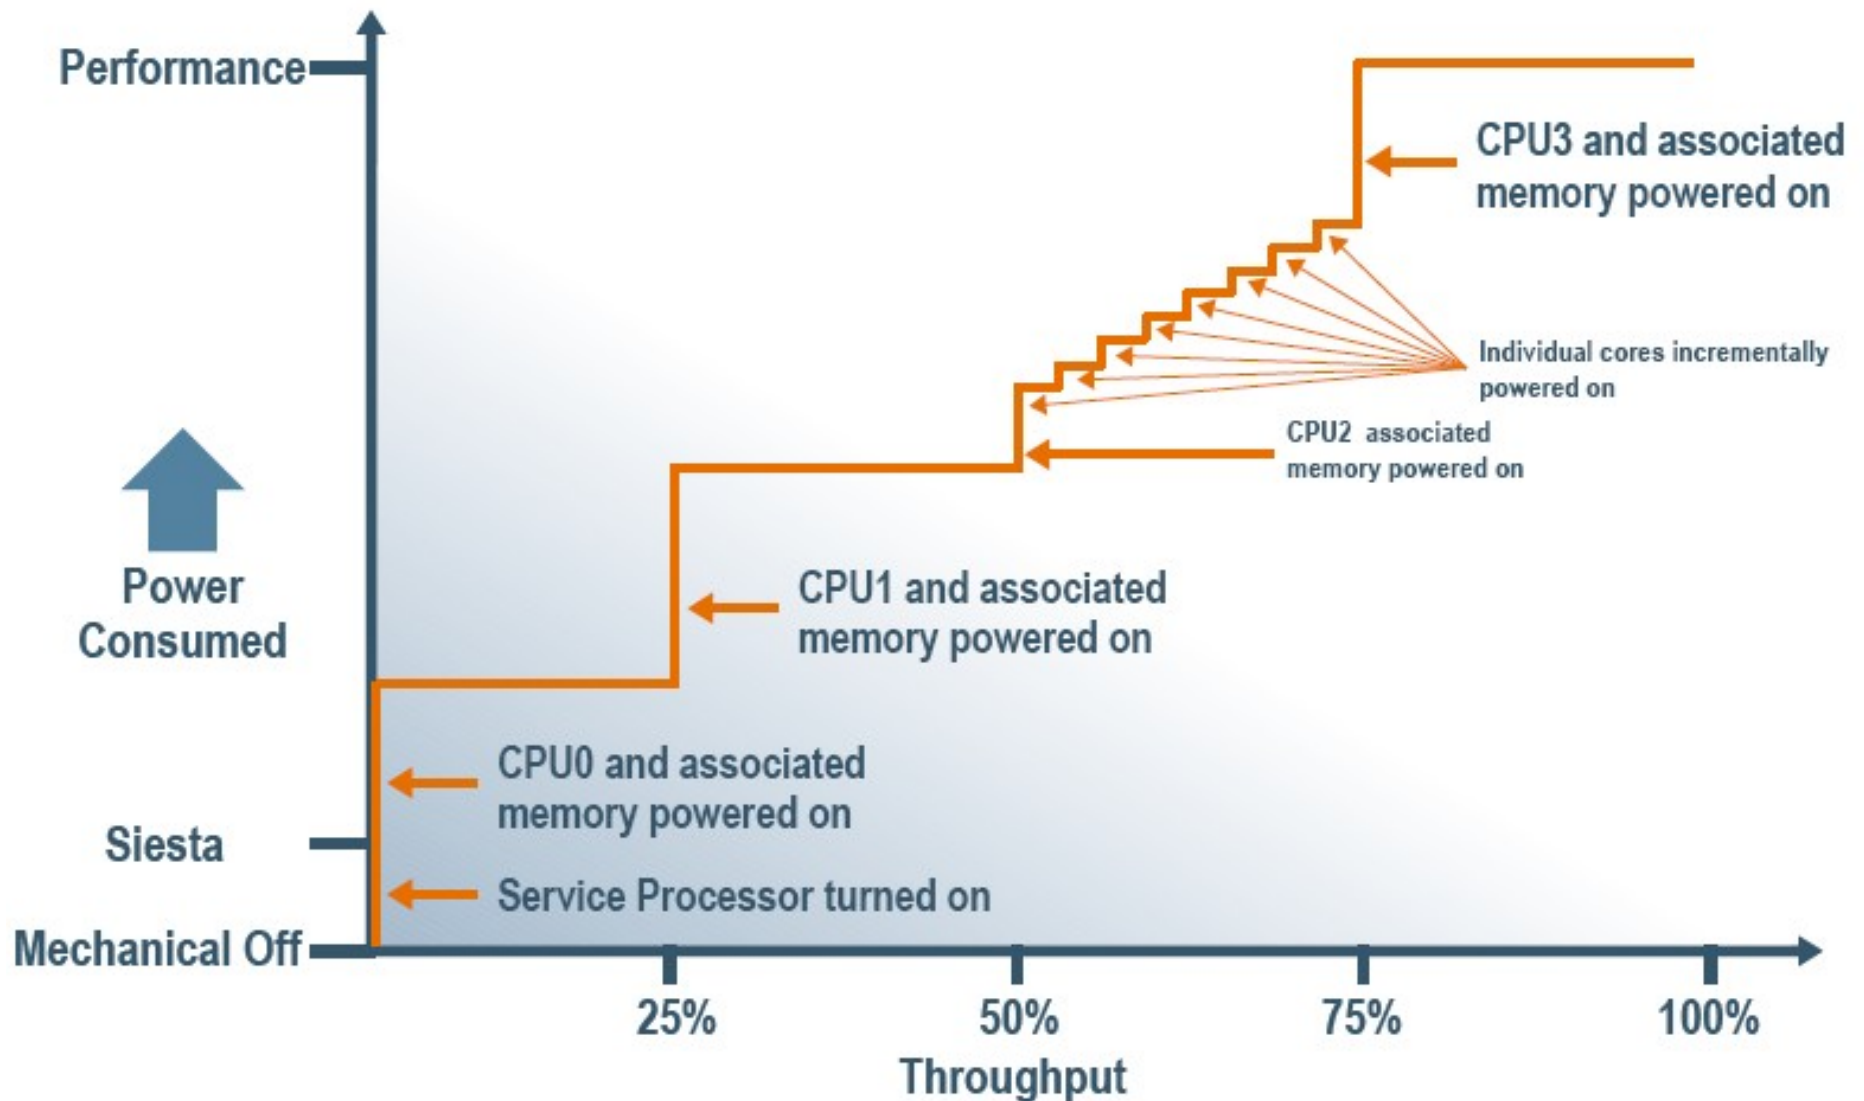 Performance
CPU3 and associated
memory powered on
Individual cores incrementally
powered on
CPU2 associated
memory powered on
Power
Consumed
CPU1 and associated
memory powered on
CPU0 and associated
memory powered on
Siesta
Service Processor turned on
Mechanical Off
25%
50%
75%
100%
Throughput